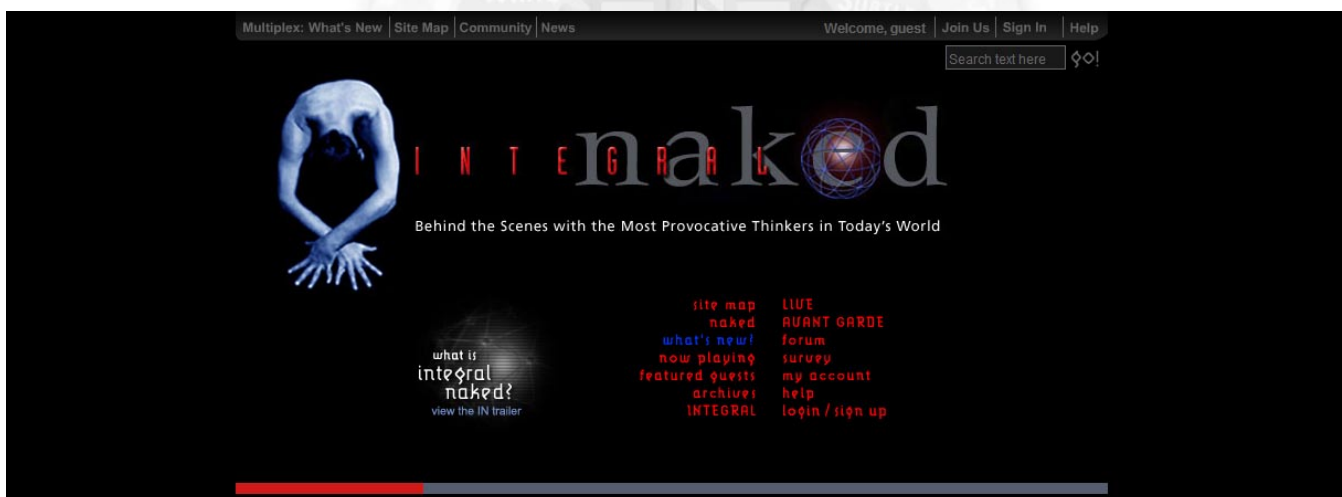 Multiplex: What's New | Site Map | Community | News
Welcome, guest | Join Us | Sign In | Help
Search text here go!
INTEGRAL naked
Behind the Scenes with the Most Provocative Thinkers in Today's World
what is
integral
naked?
view the IN trailer
site map
naked
what's new?
now playing
featured guests
archives
INTEGRAL
LIVE
AVANT GARDE
forum
survey
my account
help
login / sign up